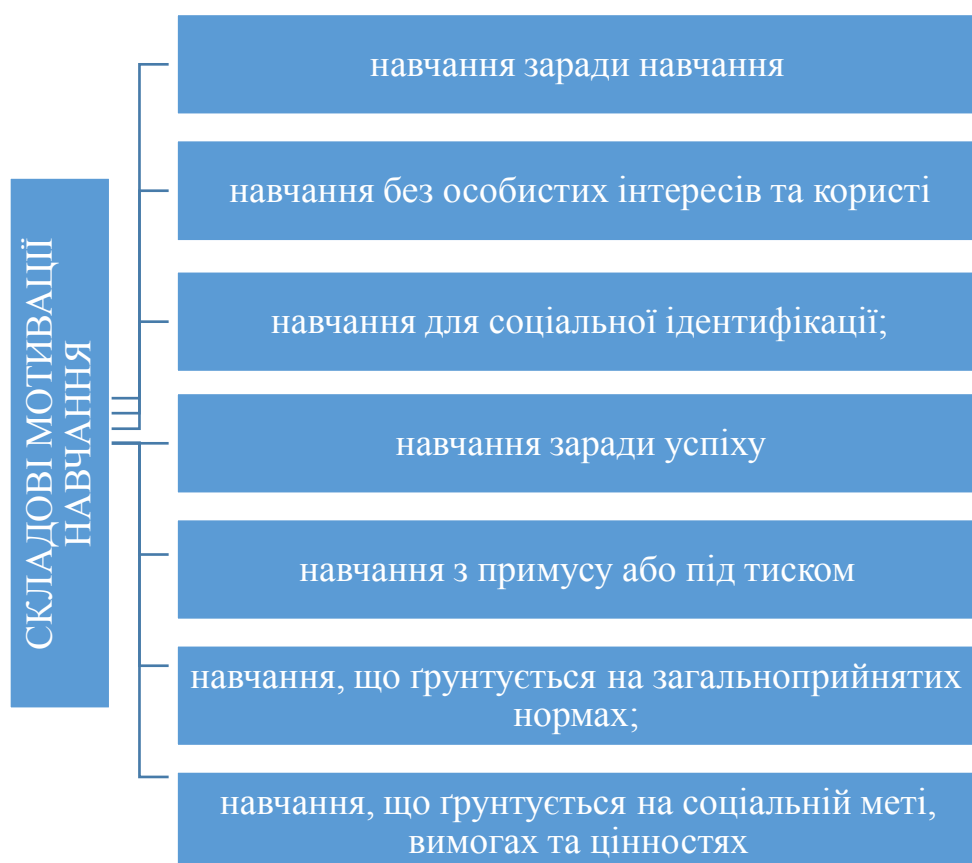 СКЛАДОВІ МОТИВАЦІЇ
НАВЧАННЯ
навчання заради навчання
навчання без особистих інтересів та користі
навчання для соціальної ідентифікації;
навчання заради успіху
навчання з примусу або під тиском
навчання, що ґрунтується на загальноприйнятих
нормах;
навчання, що ґрунтується на соціальній меті,
вимогах та цінностях